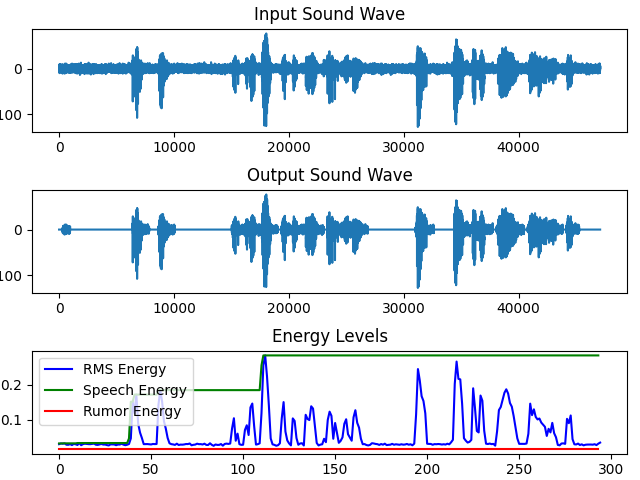 Input Sound Wave
0
100
0 10000 20000 30000 40000
Output Sound Wave
0
100
0 10000 20000 30000 40000
Energy Levels
RMS Energy
Speech Energy
Rumor Energy
0.2
0.1
0 50 100 150 200 250 300